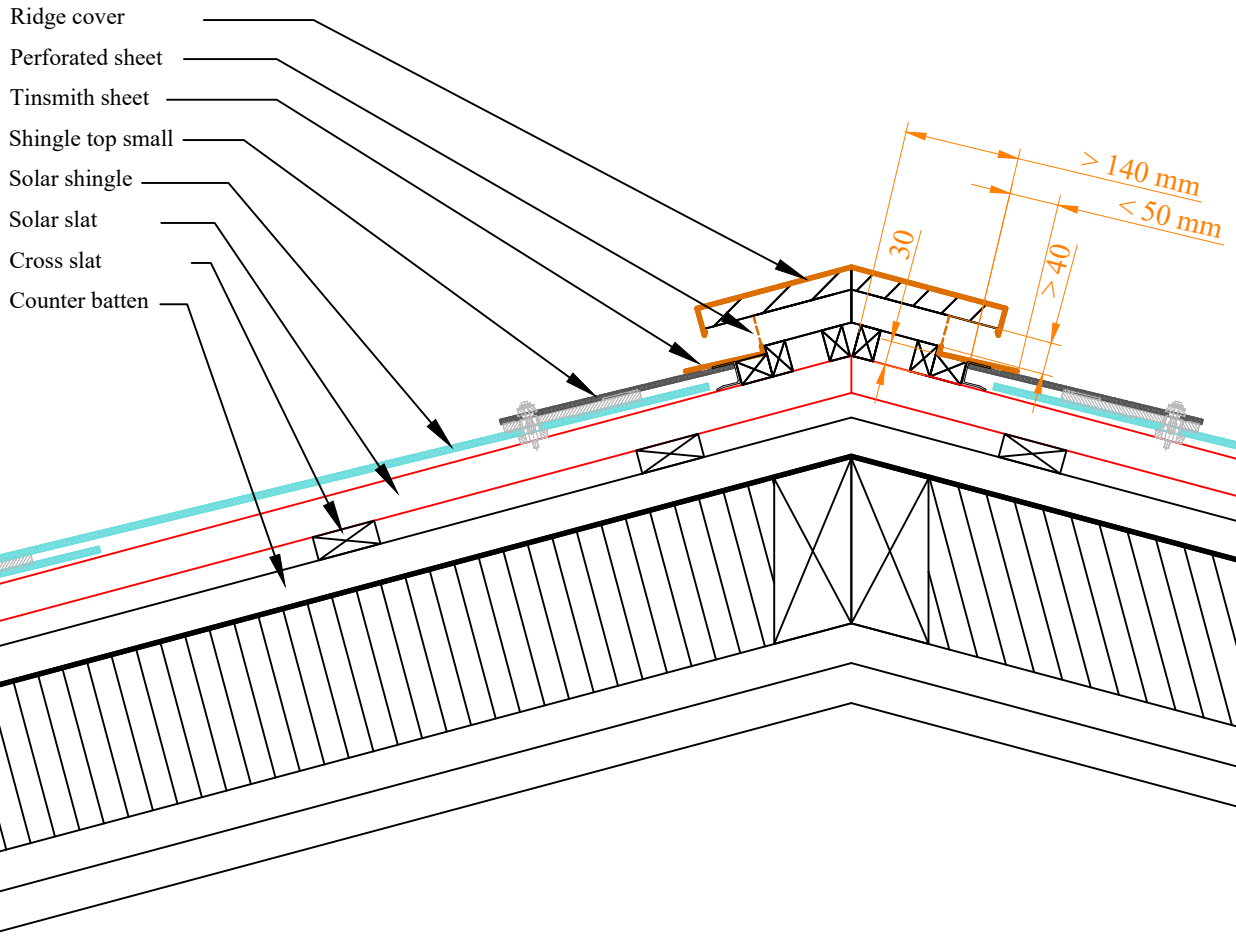 Ridge cover
Perforated sheet
Tinsmith sheet
Shingle top small
Solar shingle
Solar slat
Cross slat
Counter batten
> 140 mm
< 50 mm
30
> 40